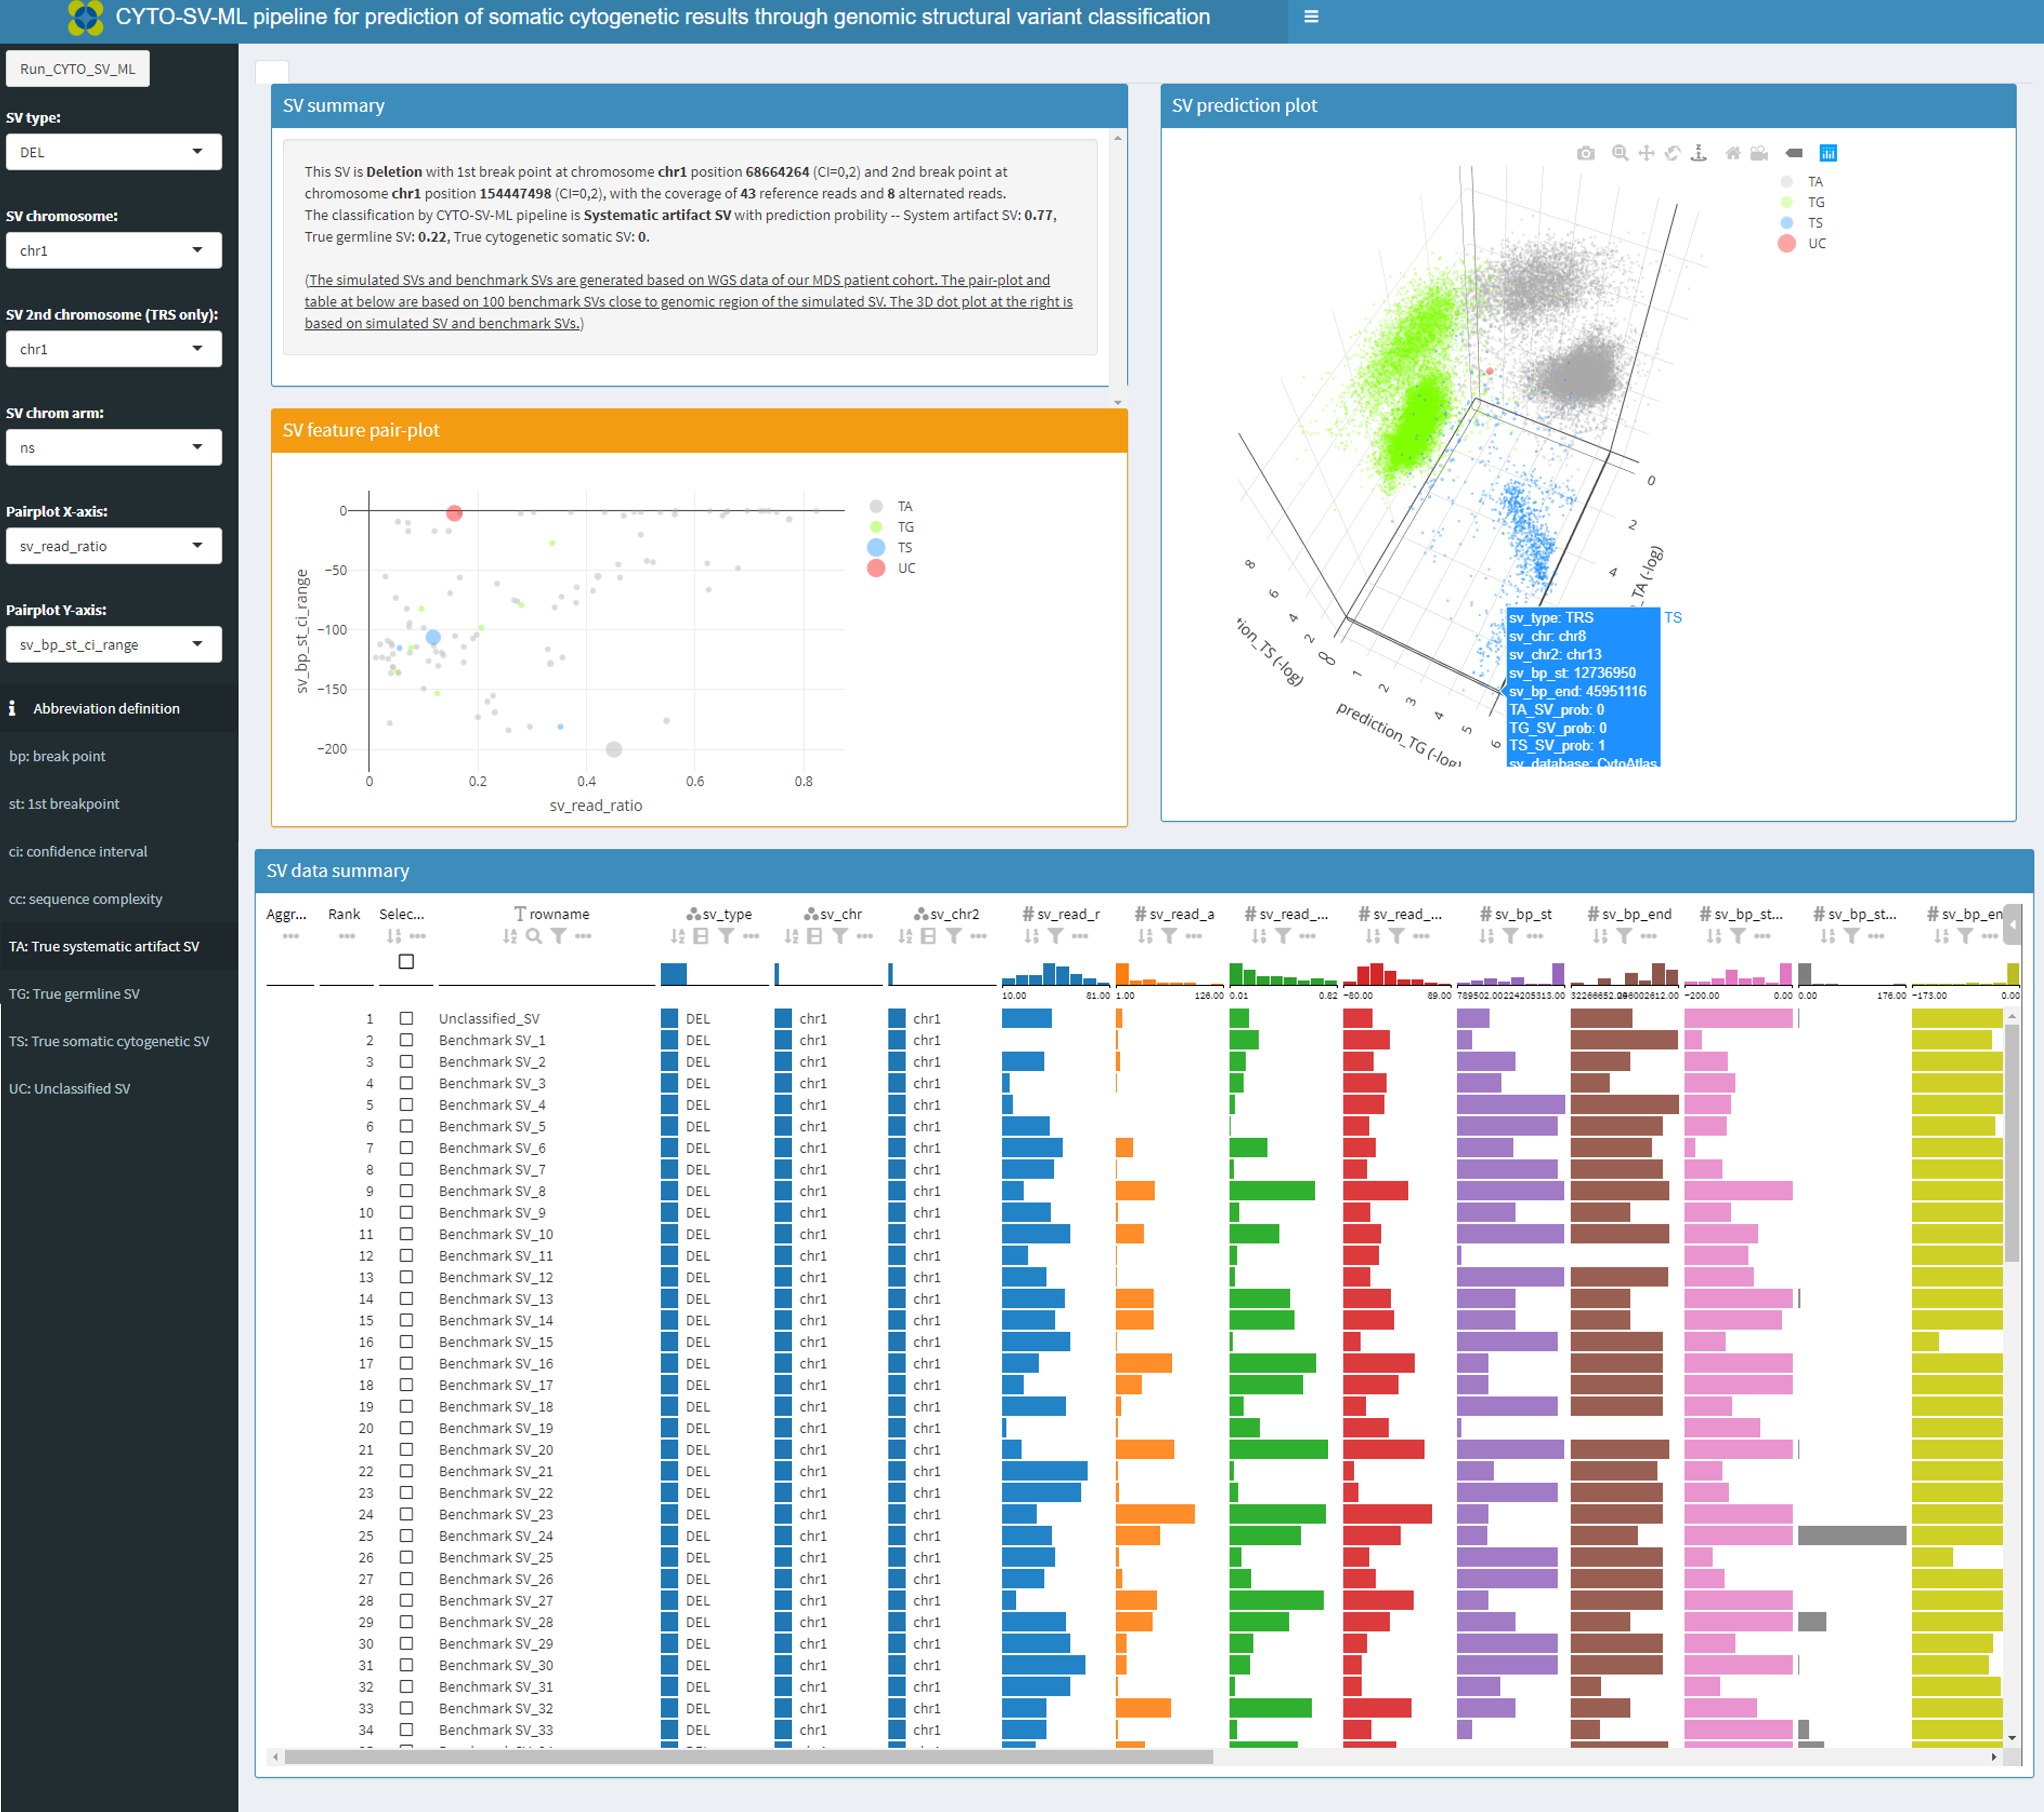 CYTO-SV-ML pipeline for prediction of somatic cytogenetic results through genomic structural variant classification
Run_CYTO_SV_ML
SV type:
DEL
SV chromosome:
chr1
SV 2nd chromosome (TRS only):
chr1
SV chrom arm:
ns
Pairplot X-axis:
sv_read_ratio
Pairplot Y-axis:
sv_bp_st_ci_range
Abbreviation definition
bp: break point
st: 1st breakpoint
ci: confidence interval
cc: sequence complexity
TA: True systematic artifact SV
TG: True germline SV
TS: True somatic cytogenetic SV
UC: Unclassified SV
SV summary
This SV is Deletion with 1st break point at chromosome chr1 position 68664264 (CI=0,2) and 2nd break point at
chromosome chr1 position 154447498 (CI=0,2), with the coverage of 43 reference reads and 8 alternated reads.
The classification by CYTO-SV-ML pipeline is Systematic artifact SV with prediction probility -- System artifact SV: 0.77,
True germline SV: 0.22, True cytogenetic somatic SV: 0.
(The simulated SVs and benchmark SVs are generated based on WGS data of our MDS patient cohort. The pair-plot and
table at below are based on 100 benchmark SVs close to genomic region of the simulated SV. The 3D dot plot at the right is
based on simulated SV and benchmark SVs.)
SV feature pair-plot
0
−50
−100
−150
−200
sv_bp_st_ci_range
0 0.2 0.4 0.6 0.8
sv_read_ratio
TA
TG
TS
UC
SV prediction plot
TA
TG
TS
UC
0
2
4
_TA (-log)
8
6
4
2
0
tion_TS (-log)
0
1
2
3
4
5
6
prediction_TG (-log)
sv_type: TRS
sv_chr: chr8
sv_chr2: chr13
sv_bp_st: 12736950
sv_bp_end: 45951116
TA_SV_prob: 0
TG_SV_prob: 0
TS_SV_prob: 1
sv_database: CytoAtlas
TS
SV data summary
Aggr... Rank Selec... rowname sv_type sv_chr sv_chr2 sv_read_r sv_read_a sv_read_... sv_read_... sv_bp_st sv_bp_end sv_bp_st... sv_bp_st... sv_bp_en
10.00 81.00 1.00 126.00 0.01 0.82 −80.00 89.00 789502.00 224205313.00 −200.00 0.00 0.00 176.00 −173.00 0.00
1 Unclassified_SV DEL chr1 chr1
2 Benchmark SV_1 DEL chr1 chr1
3 Benchmark SV_2 DEL chr1 chr1
4 Benchmark SV_3 DEL chr1 chr1
5 Benchmark SV_4 DEL chr1 chr1
6 Benchmark SV_5 DEL chr1 chr1
7 Benchmark SV_6 DEL chr1 chr1
8 Benchmark SV_7 DEL chr1 chr1
9 Benchmark SV_8 DEL chr1 chr1
10 Benchmark SV_9 DEL chr1 chr1
11 Benchmark SV_10 DEL chr1 chr1
12 Benchmark SV_11 DEL chr1 chr1
13 Benchmark SV_12 DEL chr1 chr1
14 Benchmark SV_13 DEL chr1 chr1
15 Benchmark SV_14 DEL chr1 chr1
16 Benchmark SV_15 DEL chr1 chr1
17 Benchmark SV_16 DEL chr1 chr1
18 Benchmark SV_17 DEL chr1 chr1
19 Benchmark SV_18 DEL chr1 chr1
20 Benchmark SV_19 DEL chr1 chr1
21 Benchmark SV_20 DEL chr1 chr1
22 Benchmark SV_21 DEL chr1 chr1
23 Benchmark SV_22 DEL chr1 chr1
24 Benchmark SV_23 DEL chr1 chr1
25 Benchmark SV_24 DEL chr1 chr1
26 Benchmark SV_25 DEL chr1 chr1
27 Benchmark SV_26 DEL chr1 chr1
28 Benchmark SV_27 DEL chr1 chr1
29 Benchmark SV_28 DEL chr1 chr1
30 Benchmark SV_29 DEL chr1 chr1
31 Benchmark SV_30 DEL chr1 chr1
32 Benchmark SV_31 DEL chr1 chr1
33 Benchmark SV_32 DEL chr1 chr1
34 Benchmark SV_33 DEL chr1 chr1